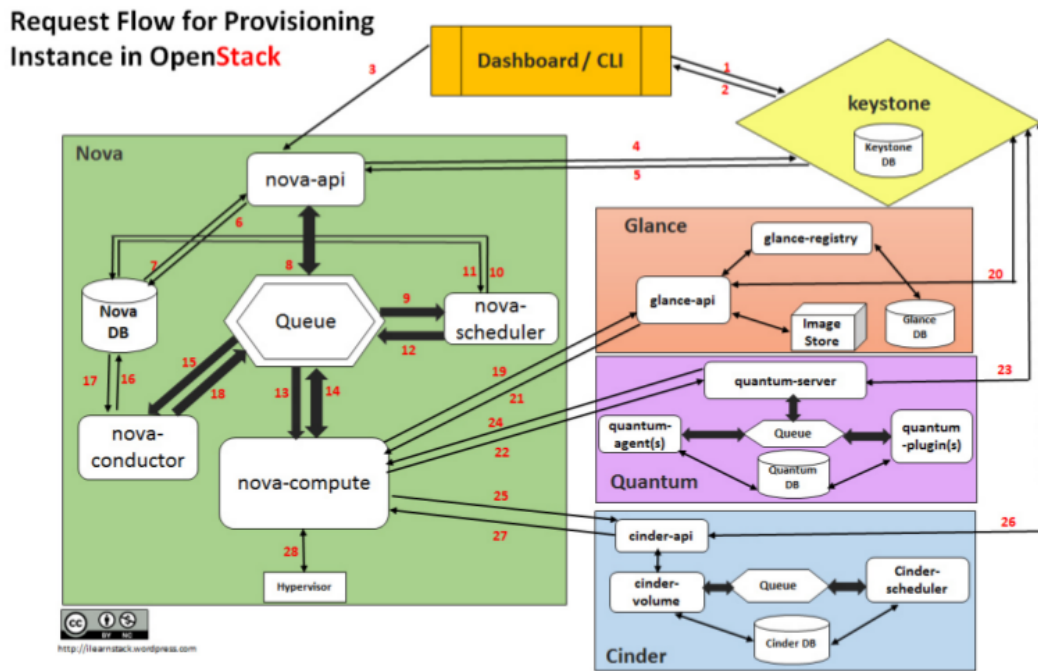 Request Flow for Provisioning
Instance in OpenStack
Dashboard / CLI
1
2
3
keystone
Keystone
DB
Nova
nova-api
4
5
6
7
8
11
10
Nova
DB
Queue
9
12
nova-
scheduler
15
18
13
14
17
16
nova-
conductor
nova-compute
28
Hypervisor
19
21
24
22
25
27
Glance
glance-registry
20
glance-api
Image
Store
Glance
DB
quantum-server
23
quantum-
agent(s)
Queue
quantum
-plugin(s)
Quantum
DB
Quantum
26
cinder-api
cinder-
volume
Queue
Cinder-
scheduler
Cinder DB
Cinder
cc
BY NC
http://ilearnstack.wordpress.com